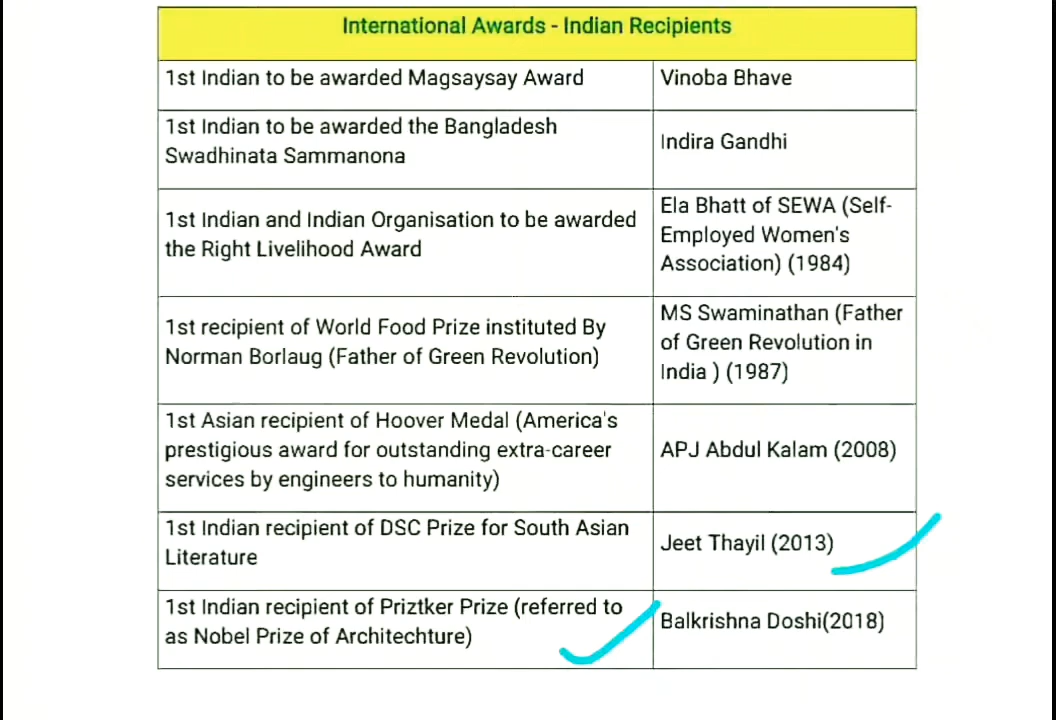 International Awards - Indian Recipients
1st Indian to be awarded Magsaysay Award
Vinoba Bhave
1st Indian to be awarded the Bangladesh
Swadhinata Sammanona
Indira Gandhi
1st Indian and Indian Organisation to be awarded
the Right Livelihood Award
Ela Bhatt of SEWA (Self-
Employed Women's
Association) (1984)
1st recipient of World Food Prize instituted By
Norman Borlaug (Father of Green Revolution)
MS Swaminathan (Father
of Green Revolution in
India ) (1987)
1st Asian recipient of Hoover Medal (America's
prestigious award for outstanding extra-career
services by engineers to humanity)
APJ Abdul Kalam (2008)
1st Indian recipient of DSC Prize for South Asian
Literature
Jeet Thayil (2013)
1st Indian recipient of Priztker Prize (referred to
as Nobel Prize of Architechture)
Balkrishna Doshi(2018)